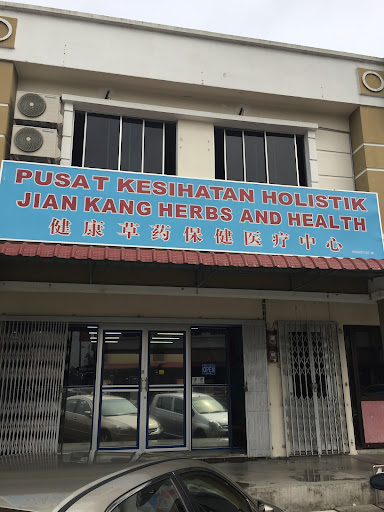 PUSAT KESIHATAN HOLISTIK
JIAN KANG HERBS AND HEALTH
健康草药保健医疗中心
OPEN